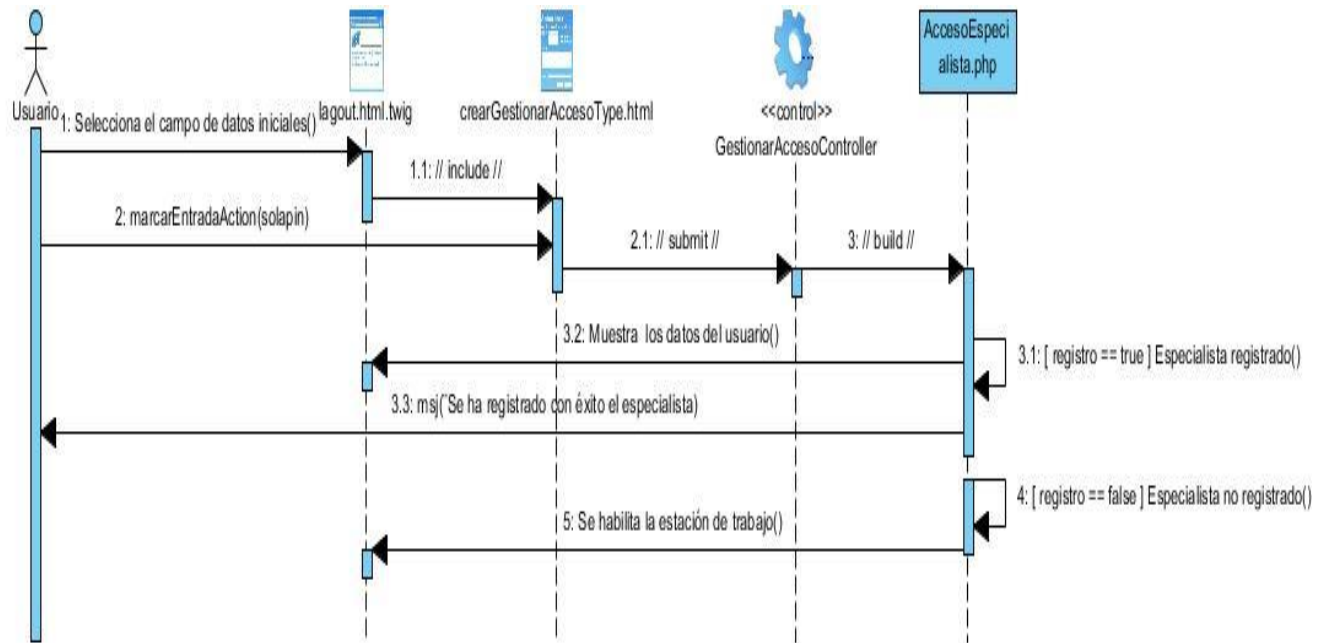 AccesoEspeci
alista.php
Usuario
lagout.html.twig
crearGestionarAccesoType.html
<<control>>
GestionarAccesoController
1: Selecciona el campo de datos iniciales()
1.1: // include //
2: marcarEntradaAction(solapin)
2.1: // submit //
3: // build //
3.2: Muestra los datos del usuario()
3.1: [ registro == true ] Especialista registrado()
3.3: msj("Se ha registrado con éxito el especialista)
4: [ registro == false ] Especialista no registrado()
5: Se habilita la estación de trabajo()